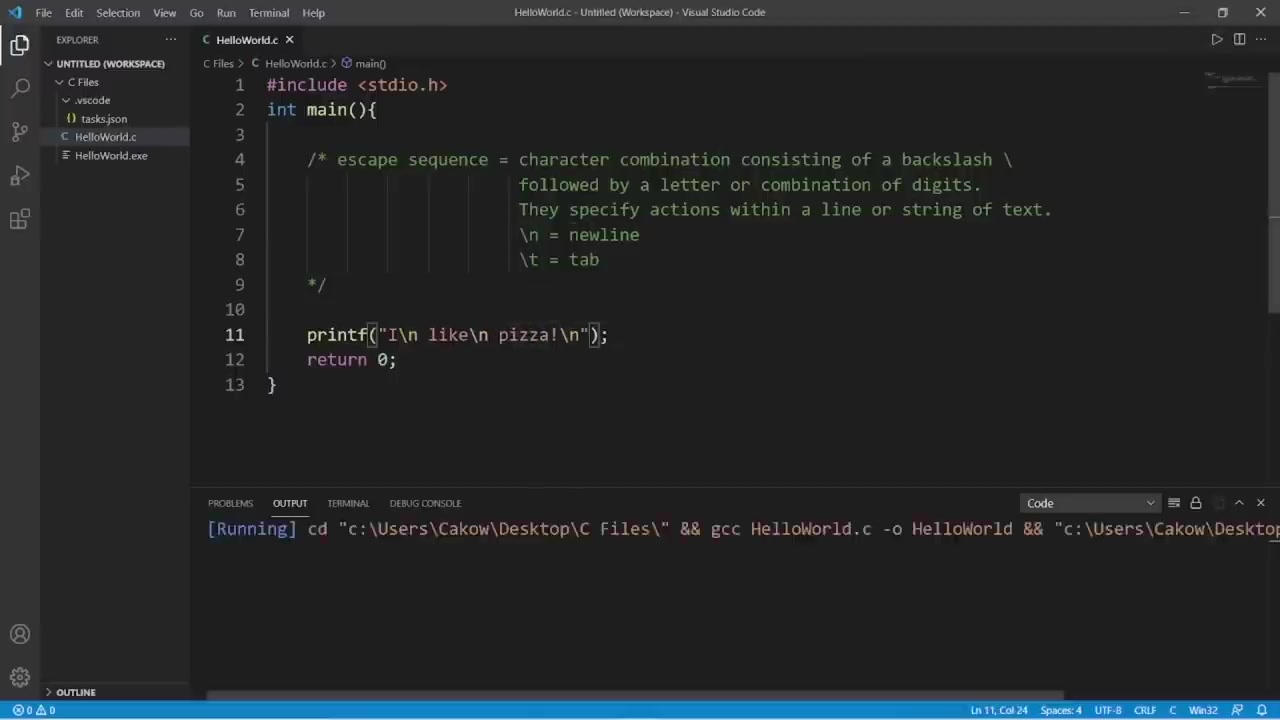 File Edit Selection View Go Run Terminal Help HelloWorld.c - Untitled (Workspace) - Visual Studio Code
EXPLORER ···
UNTITLED (WORKSPACE)
C Files
.vscode
tasks.json
HelloWorld.c
HelloWorld.exe
OUTLINE
HelloWorld.c
C Files > HelloWorld.c > main()
1 #include <stdio.h>
2 int main(){
3
4 /* escape sequence = character combination consisting of a backslash \
5 followed by a letter or combination of digits.
6 They specify actions within a line or string of text.
7 \n = newline
8 \t = tab
9 */
10
11 printf("I\n like\n pizza!\n");
12 return 0;
13 }
PROBLEMS OUTPUT TERMINAL DEBUG CONSOLE Code
[Running] cd "c:\Users\Cakow\Desktop\C Files\" && gcc HelloWorld.c -o HelloWorld && "c:\Users\Cakow\Desktop
0 0 Ln 11, Col 24 Spaces: 4 UTF-8 CRLF C Win32